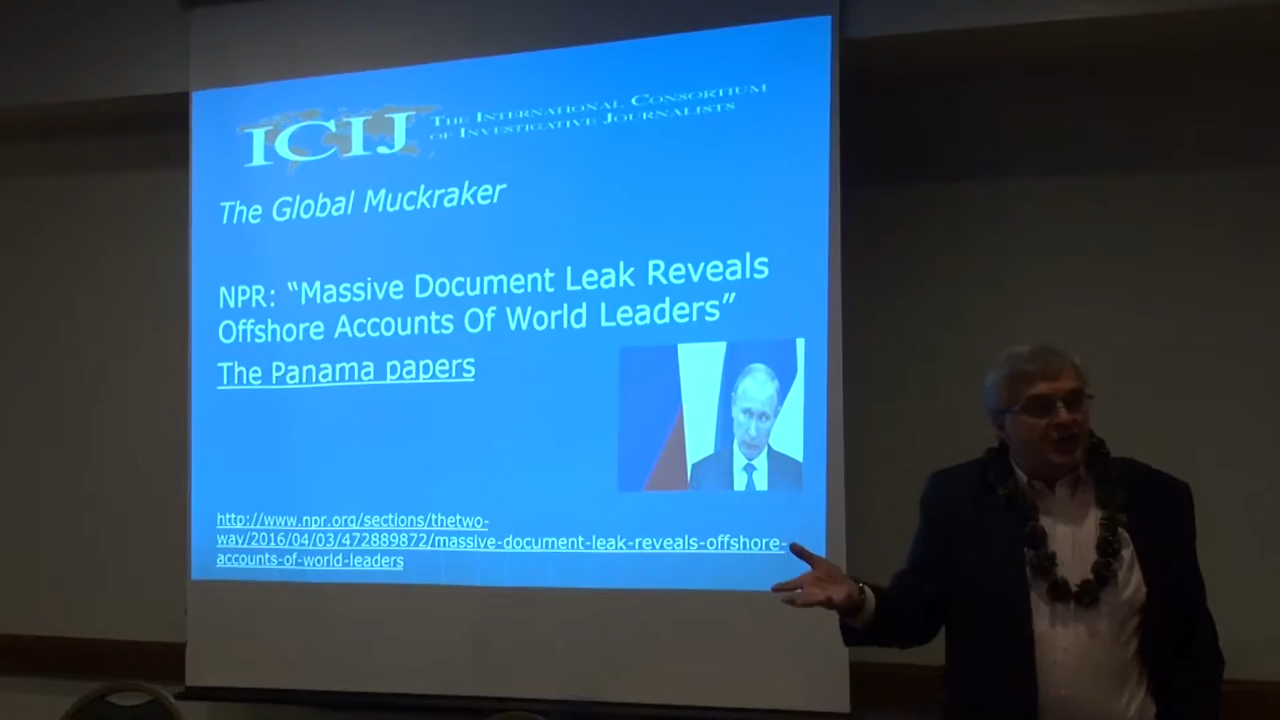 ICIJ
The International Consortium
of Investigative Journalists
The Global Muckraker
NPR: “Massive Document Leak Reveals
Offshore Accounts Of World Leaders”
The Panama papers
http://www.npr.org/sections/thetwo-
way/2016/04/03/472889872/massive-document-leak-reveals-offshore-
accounts-of-world-leaders